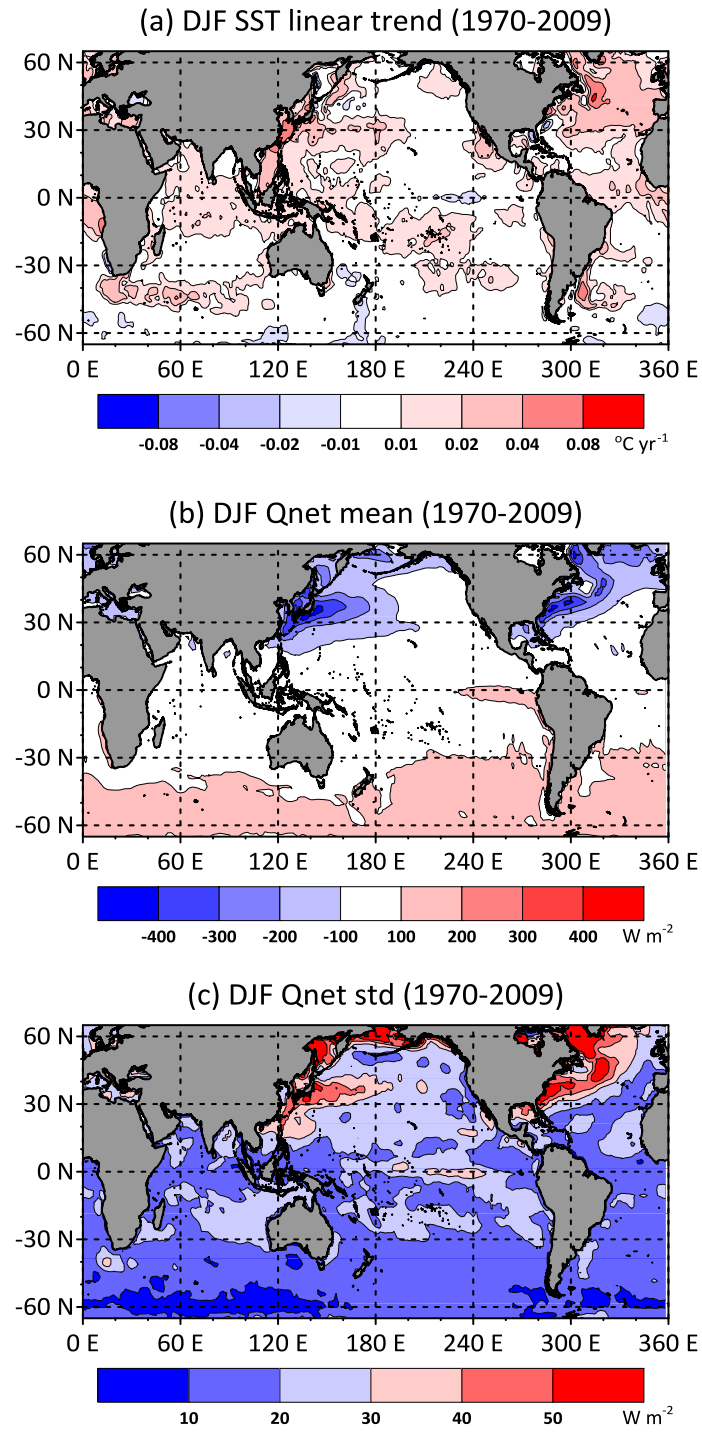 (a) DJF SST linear trend (1970-2009)
60 N
30 N
0 N
-30 N
-60 N
0 E 60 E 120 E 180 E 240 E 300 E 360 E
-0.08 -0.04 -0.02 -0.01 0.01 0.02 0.04 0.08 °C yr⁻¹
(b) DJF Qnet mean (1970-2009)
60 N
30 N
0 N
-30 N
-60 N
0 E 60 E 120 E 180 E 240 E 300 E 360 E
-400 -300 -200 -100 100 200 300 400 W m⁻²
(c) DJF Qnet std (1970-2009)
60 N
30 N
0 N
-30 N
-60 N
0 E 60 E 120 E 180 E 240 E 300 E 360 E
10 20 30 40 50 W m⁻²